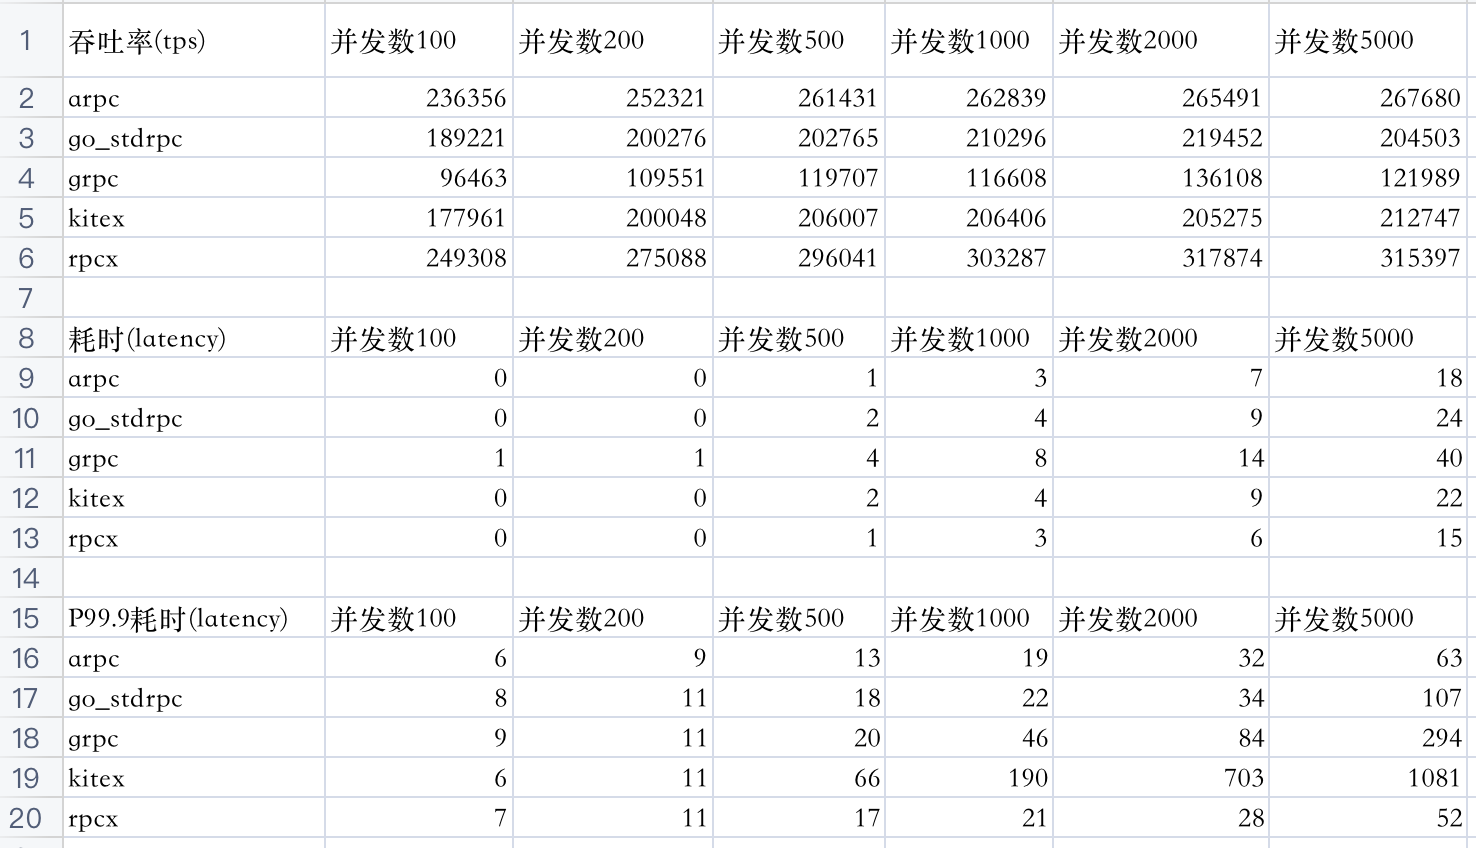 1 吞吐率(tps) 并发数100 并发数200 并发数500 并发数1000 并发数2000 并发数5000
2 arpc 236356 252321 261431 262839 265491 267680
3 go_stdrpc 189221 200276 202765 210296 219452 204503
4 grpc 96463 109551 119707 116608 136108 121989
5 kitex 177961 200048 206007 206406 205275 212747
6 rpcx 249308 275088 296041 303287 317874 315397
7
8 耗时(latency) 并发数100 并发数200 并发数500 并发数1000 并发数2000 并发数5000
9 arpc 0 0 1 3 7 18
10 go_stdrpc 0 0 2 4 9 24
11 grpc 1 1 4 8 14 40
12 kitex 0 0 2 4 9 22
13 rpcx 0 0 1 3 6 15
14
15 P99.9耗时(latency) 并发数100 并发数200 并发数500 并发数1000 并发数2000 并发数5000
16 arpc 6 9 13 19 32 63
17 go_stdrpc 8 11 18 22 34 107
18 grpc 9 11 20 46 84 294
19 kitex 6 11 66 190 703 1081
20 rpcx 7 11 17 21 28 52